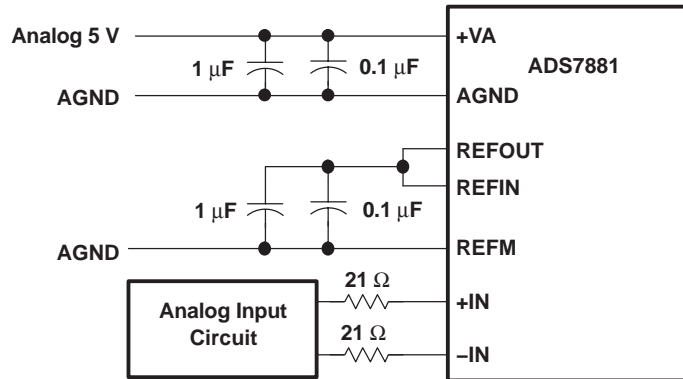 Analog 5 V
+VA
1 μF
0.1 μF
ADS7881
AGND
AGND
REFOUT
REFIN
1 μF
0.1 μF
AGND
REFM
21 Ω
+IN
Analog Input
Circuit
21 Ω
−IN